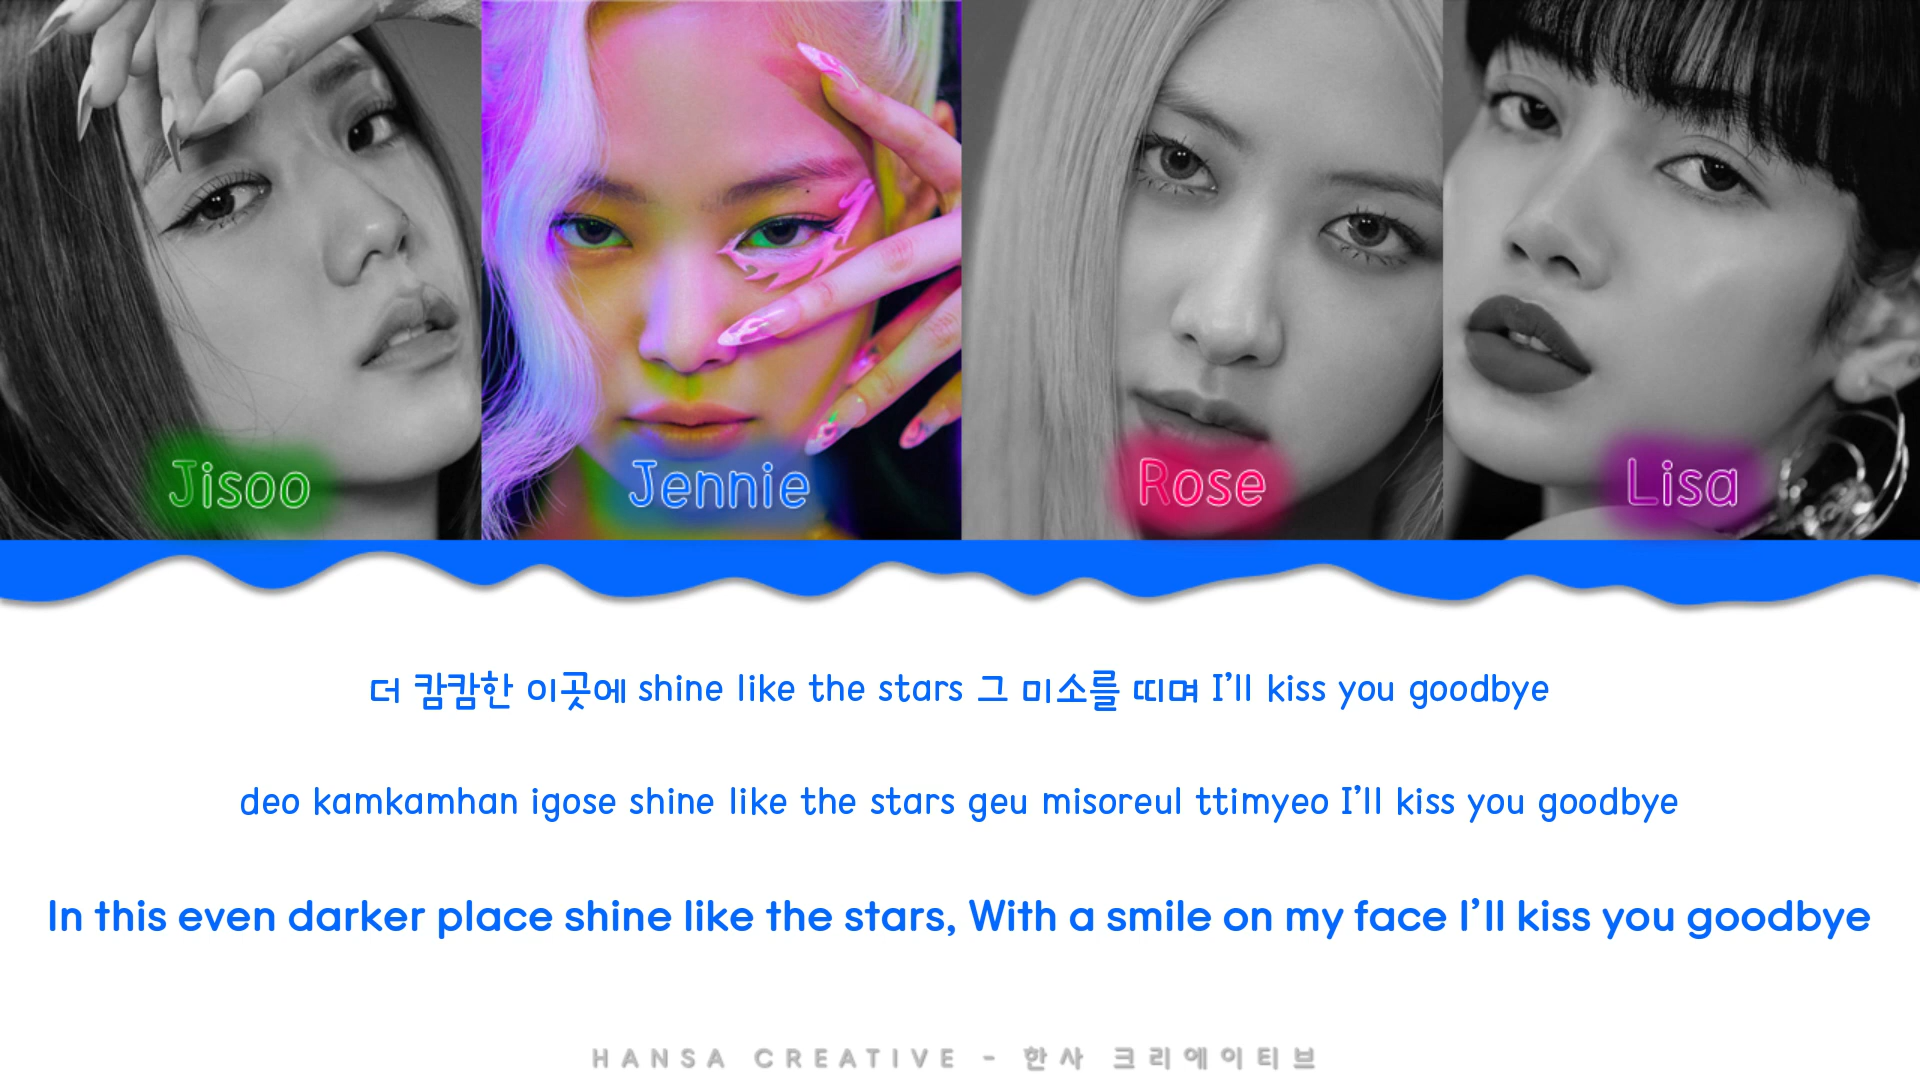 Jisoo
Jennie
Rose
Lisa
더 캄캄한 이곳에 shine like the stars 그 미소를 띠며 I’ll kiss you goodbye
deo kamkamhan igose shine like the stars geu misoreul ttimyeo I’ll kiss you goodbye
In this even darker place shine like the stars, With a smile on my face I’ll kiss you goodbye
HANSA CREATIVE - 한사 크리에이티브